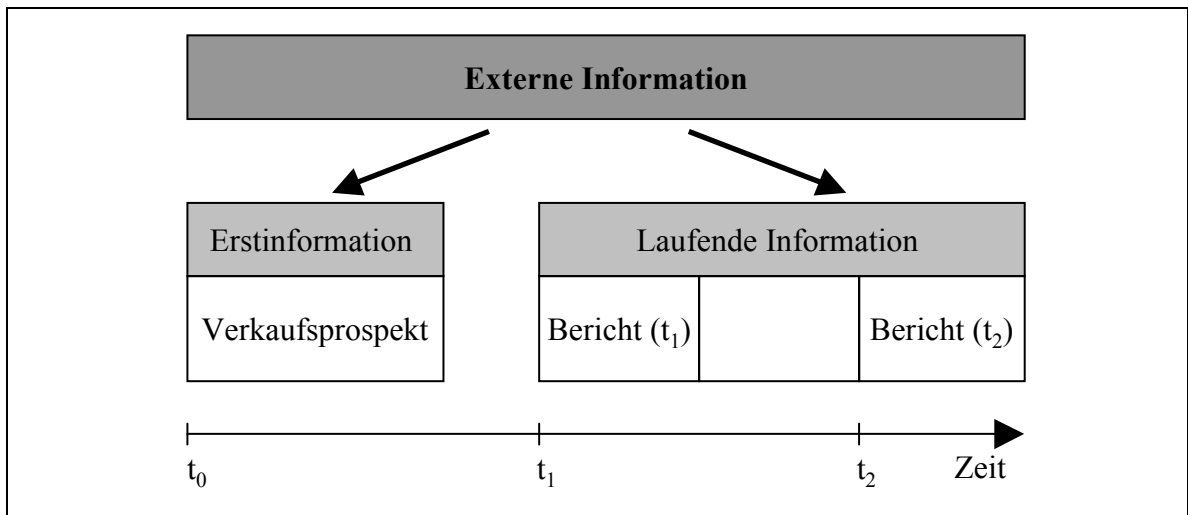 Externe Information
Erstinformation
Laufende Information
Verkaufsprospekt
Bericht (t₁)
Bericht (t₂)
t₀
t₁
t₂
Zeit